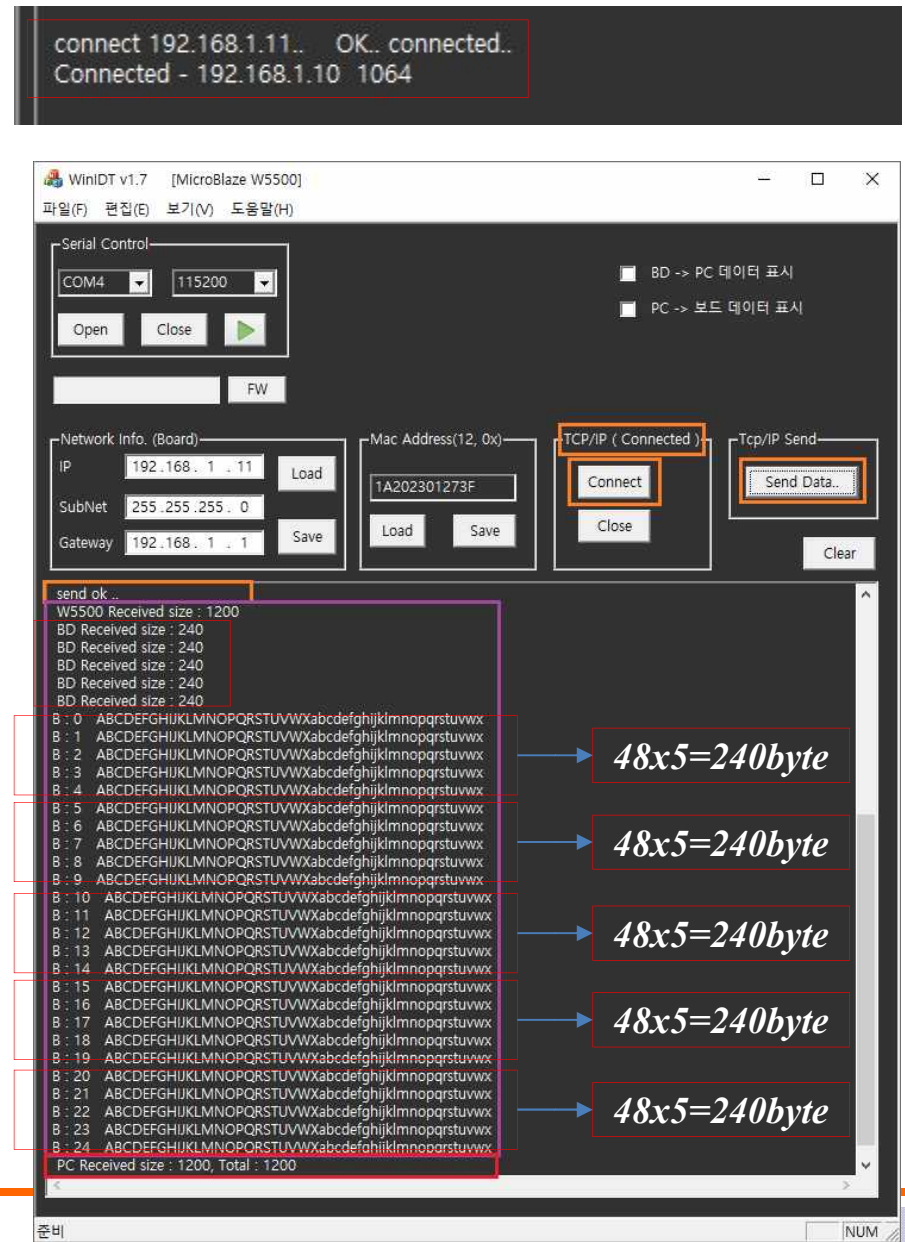 connect 192.168.1.11.. OK.. connected..
Connected - 192.168.1.10 1064
WinIDT v1.7 [MicroBlaze W5500]
파일(F) 편집(E) 보기(V) 도움말(H)
Serial Control
COM4 115200
Open Close
BD -> PC 데이터 표시
PC -> 보드 데이터 표시
FW
Network Info. (Board)
IP 192.168. 1 . 11
Load
SubNet 255.255.255. 0
Gateway 192.168. 1 . 1
Save
Mac Address(12, 0x)
1A202301273F
Load Save
TCP/IP ( Connected )
Connect
Close
Tcp/IP Send
Send Data..
Clear
send ok ..
W5500 Received size : 1200
BD Received size : 240
BD Received size : 240
BD Received size : 240
BD Received size : 240
BD Received size : 240
B : 0 ABCDEFGHIJKLMNOPQRSTUVWXabcdefghijklmnopqrstuvwx
B : 1 ABCDEFGHIJKLMNOPQRSTUVWXabcdefghijklmnopqrstuvwx
B : 2 ABCDEFGHIJKLMNOPQRSTUVWXabcdefghijklmnopqrstuvwx
B : 3 ABCDEFGHIJKLMNOPQRSTUVWXabcdefghijklmnopqrstuvwx
B : 4 ABCDEFGHIJKLMNOPQRSTUVWXabcdefghijklmnopqrstuvwx
48x5=240byte
B : 5 ABCDEFGHIJKLMNOPQRSTUVWXabcdefghijklmnopqrstuvwx
B : 6 ABCDEFGHIJKLMNOPQRSTUVWXabcdefghijklmnopqrstuvwx
B : 7 ABCDEFGHIJKLMNOPQRSTUVWXabcdefghijklmnopqrstuvwx
B : 8 ABCDEFGHIJKLMNOPQRSTUVWXabcdefghijklmnopqrstuvwx
B : 9 ABCDEFGHIJKLMNOPQRSTUVWXabcdefghijklmnopqrstuvwx
48x5=240byte
B : 10 ABCDEFGHIJKLMNOPQRSTUVWXabcdefghijklmnopqrstuvwx
B : 11 ABCDEFGHIJKLMNOPQRSTUVWXabcdefghijklmnopqrstuvwx
B : 12 ABCDEFGHIJKLMNOPQRSTUVWXabcdefghijklmnopqrstuvwx
B : 13 ABCDEFGHIJKLMNOPQRSTUVWXabcdefghijklmnopqrstuvwx
B : 14 ABCDEFGHIJKLMNOPQRSTUVWXabcdefghijklmnopqrstuvwx
48x5=240byte
B : 15 ABCDEFGHIJKLMNOPQRSTUVWXabcdefghijklmnopqrstuvwx
B : 16 ABCDEFGHIJKLMNOPQRSTUVWXabcdefghijklmnopqrstuvwx
B : 17 ABCDEFGHIJKLMNOPQRSTUVWXabcdefghijklmnopqrstuvwx
B : 18 ABCDEFGHIJKLMNOPQRSTUVWXabcdefghijklmnopqrstuvwx
B : 19 ABCDEFGHIJKLMNOPQRSTUVWXabcdefghijklmnopqrstuvwx
48x5=240byte
B : 20 ABCDEFGHIJKLMNOPQRSTUVWXabcdefghijklmnopqrstuvwx
B : 21 ABCDEFGHIJKLMNOPQRSTUVWXabcdefghijklmnopqrstuvwx
B : 22 ABCDEFGHIJKLMNOPQRSTUVWXabcdefghijklmnopqrstuvwx
B : 23 ABCDEFGHIJKLMNOPQRSTUVWXabcdefghijklmnopqrstuvwx
B : 24 ABCDEFGHIJKLMNOPQRSTUVWXabcdefghijklmnopqrstuvwx
48x5=240byte
PC Received size : 1200, Total : 1200
준비 NUM